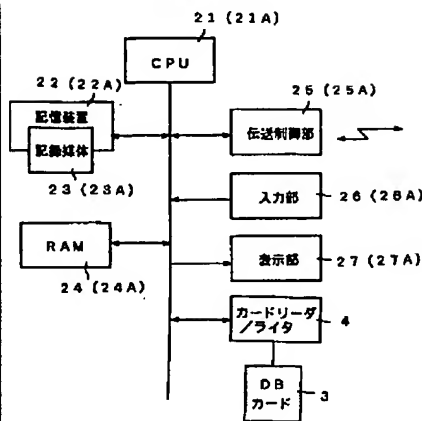 21(21A)
CPU
22(22A)
記憶装置
記録媒体
23(23A)
25(25A)
伝送制御部
入力部
26(26A)
RAM
24(24A)
表示部
27(27A)
カードリーダ
/ライタ
4
DB
カード
3